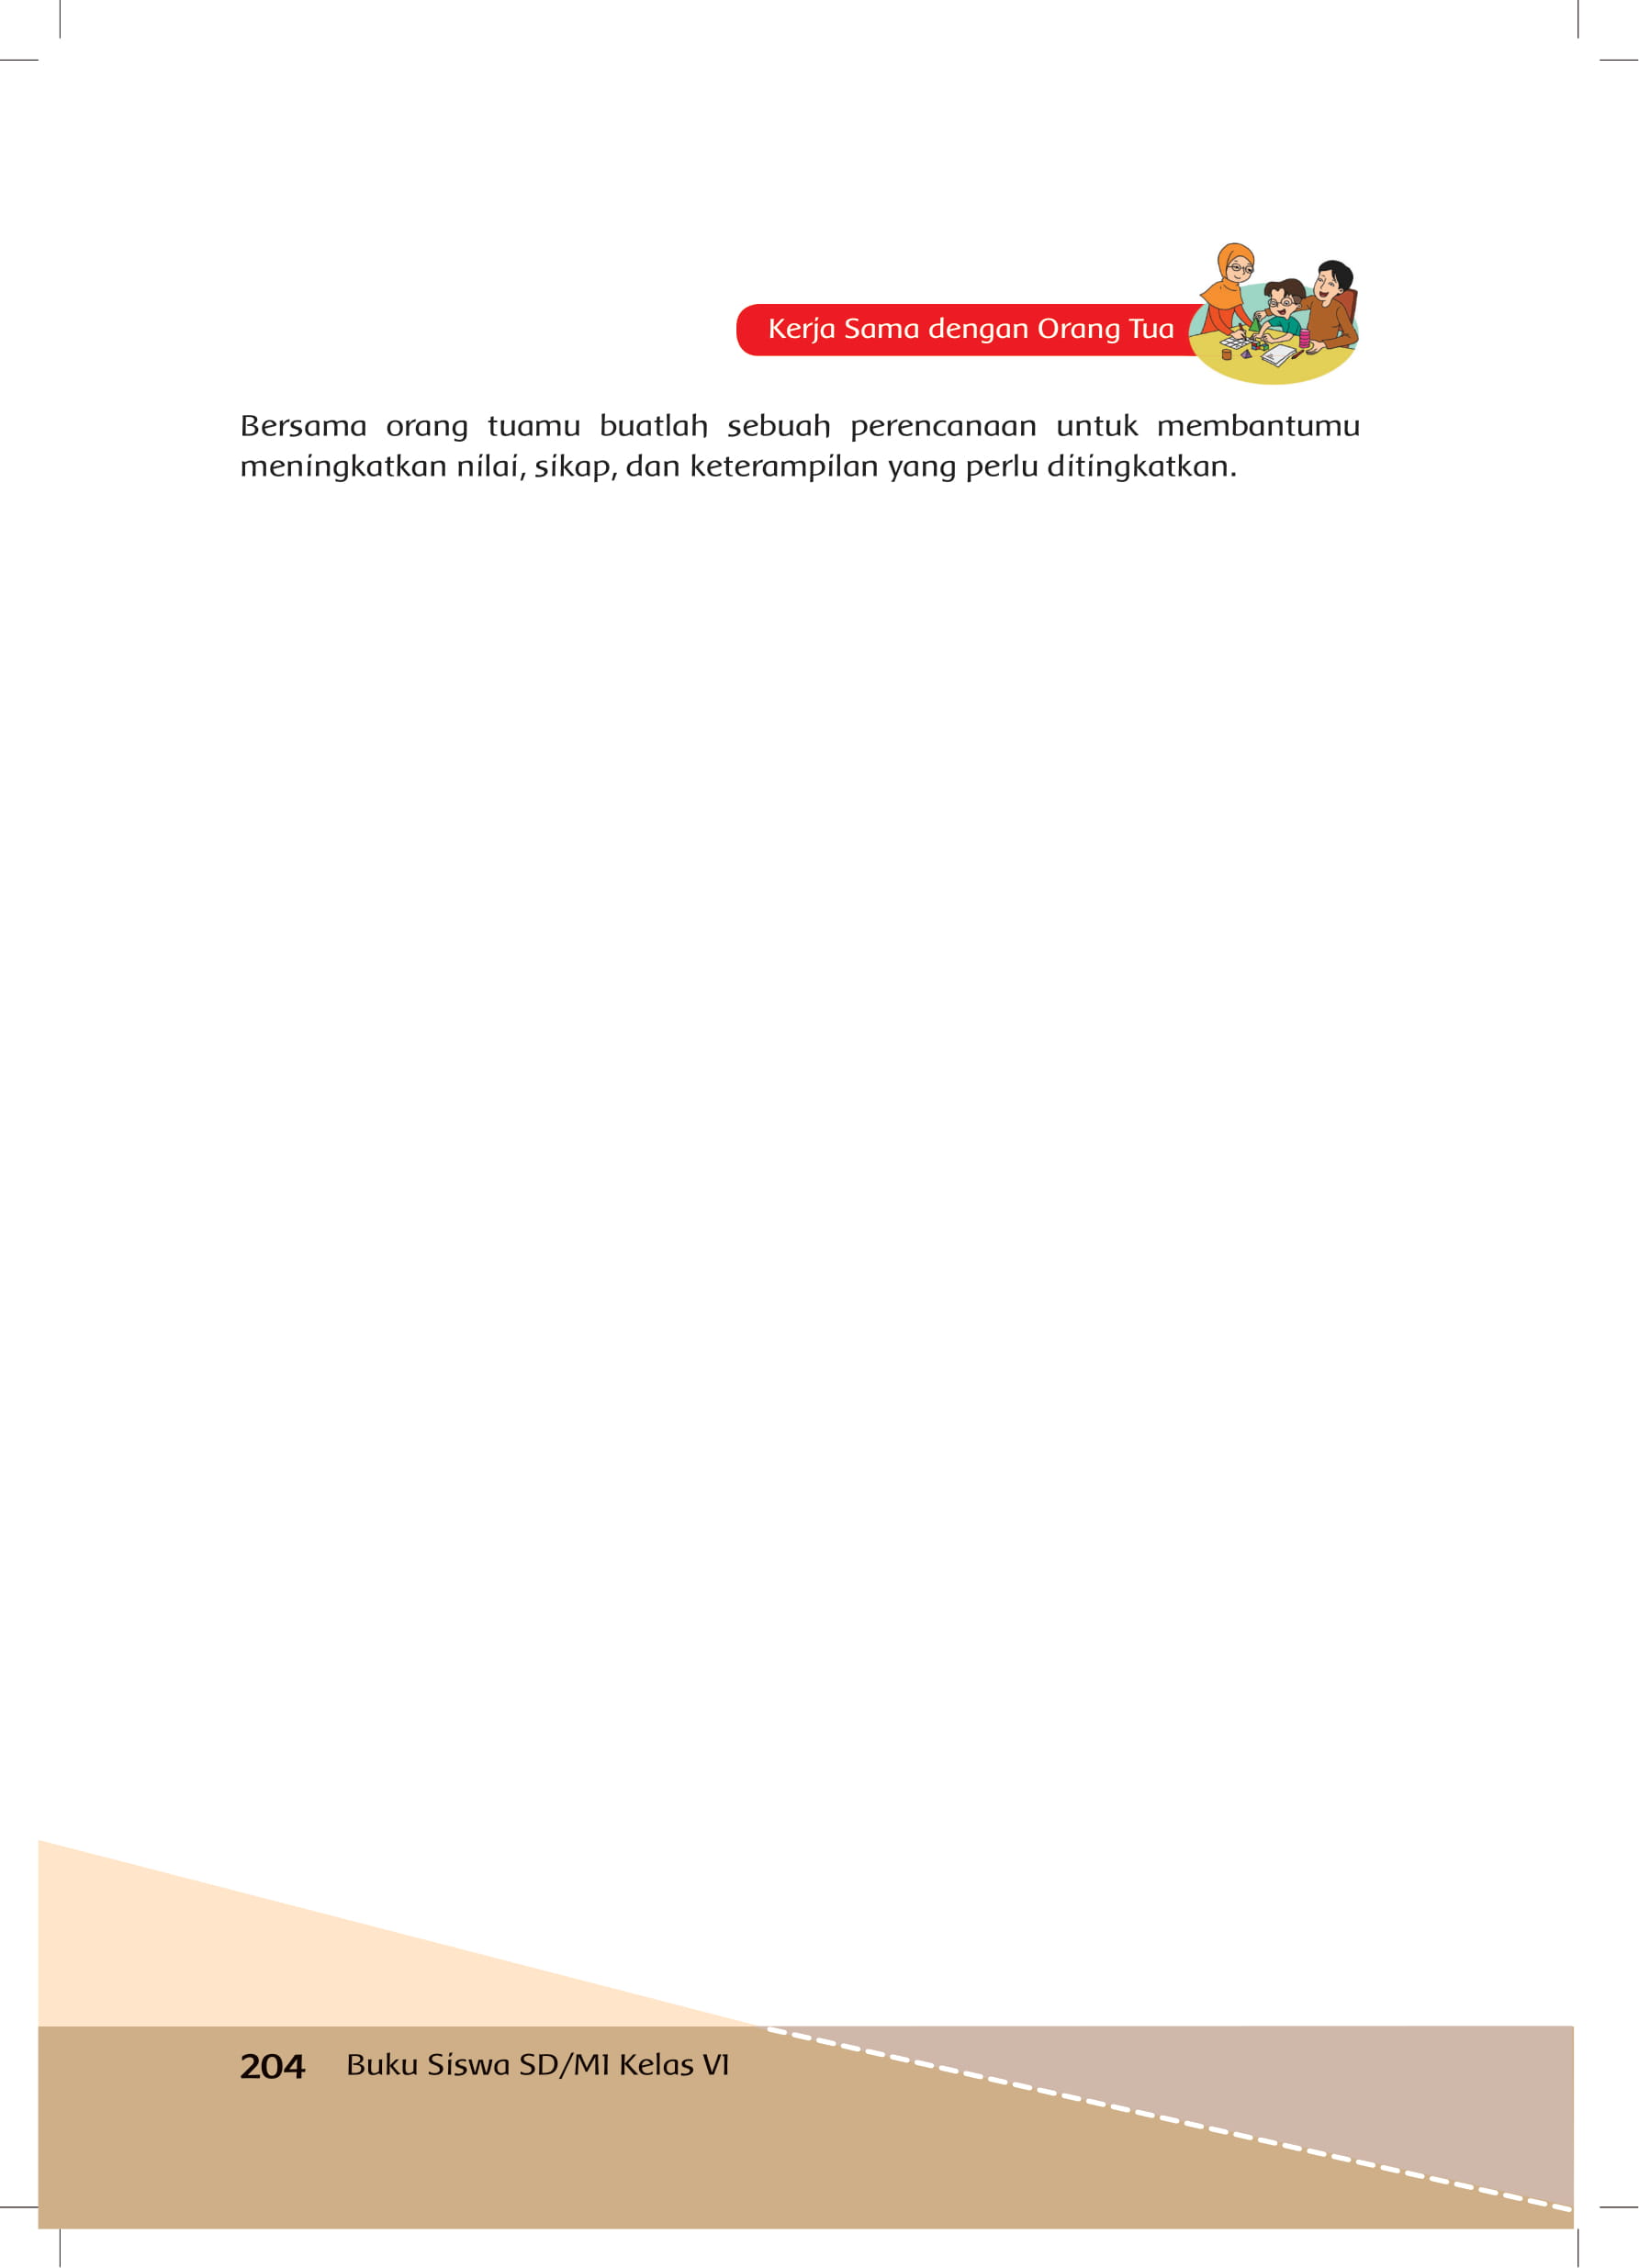 Kerja Sama dengan Orang Tua
Bersama orang tuamu buatlah sebuah perencanaan untuk membantumu
meningkatkan nilai, sikap, dan keterampilan yang perlu ditingkatkan.
204 Buku Siswa SD/MI Kelas VI